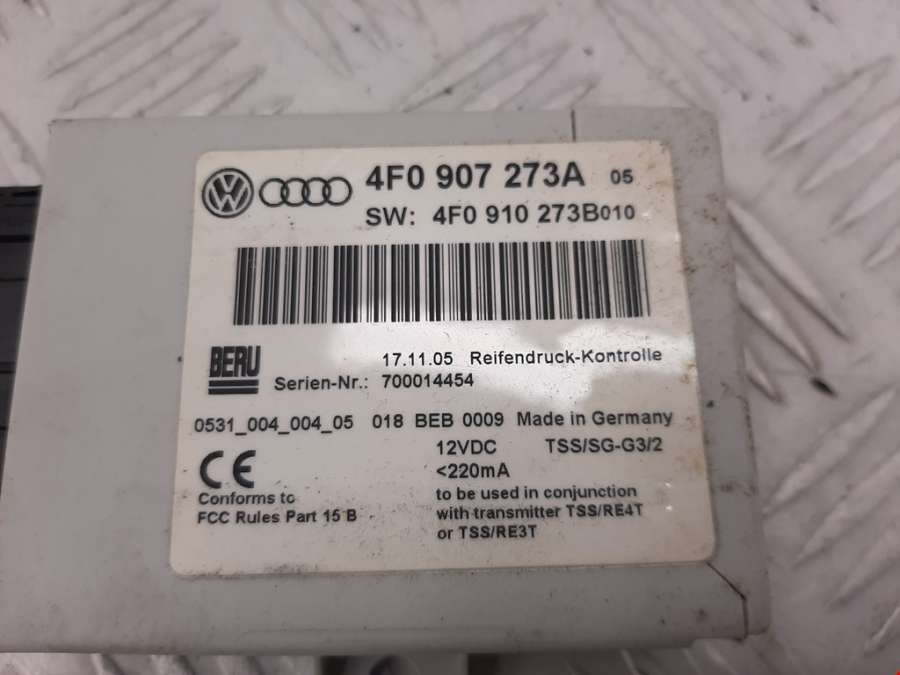 4F0 907 273A 05
SW: 4F0 910 273B010
BERU
17.11.05 Reifendruck-Kontrolle
Serien-Nr.: 700014454
0531_004_004_05 018 BEB 0009 Made in Germany
CE
12VDC TSS/SG-G3/2
<220mA
Conforms to
FCC Rules Part 15 B
to be used in conjunction
with transmitter TSS/RE4T
or TSS/RE3T